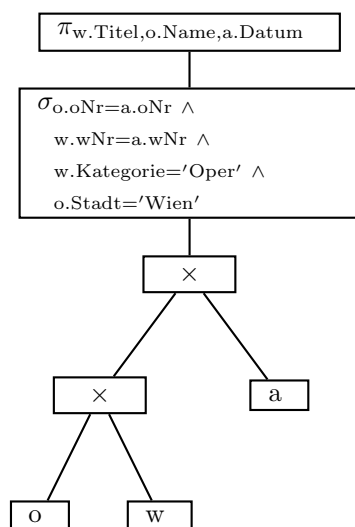 πw.Titel,o.Name,a.Datum
σo.oNr=a.oNr ∧
w.wNr=a.wNr ∧
w.Kategorie='Oper' ∧
o.Stadt='Wien'
×
×
a
o
w